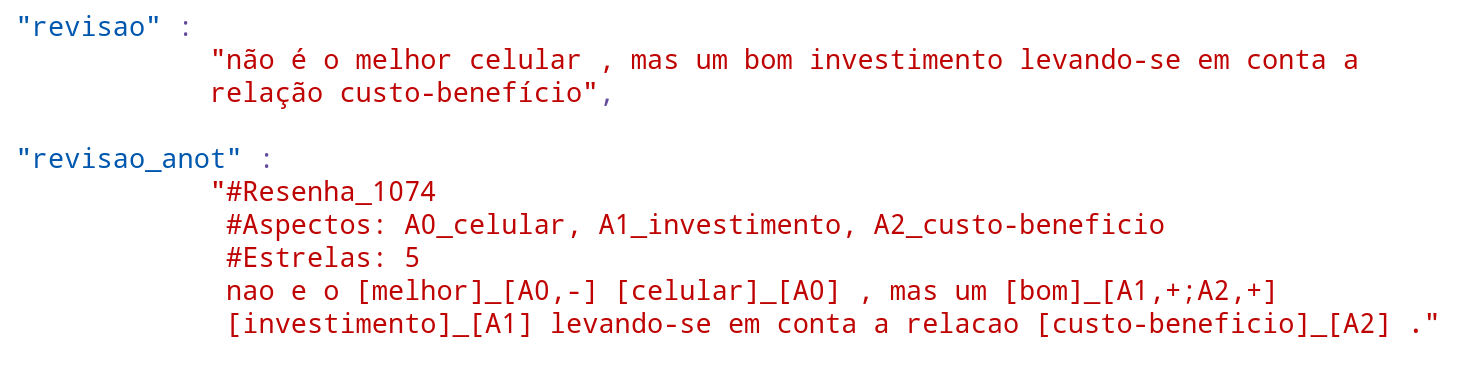 "revisao" :
"não é o melhor celular , mas um bom investimento levando-se em conta a
relação custo-benefício",
"revisao_anot" :
"#Resenha_1074
#Aspectos: A0_celular, A1_investimento, A2_custo-beneficio
#Estrelas: 5
nao e o [melhor]_[A0,-] [celular]_[A0] , mas um [bom]_[A1,+;A2,+]
[investimento]_[A1] levando-se em conta a relacao [custo-beneficio]_[A2] ."